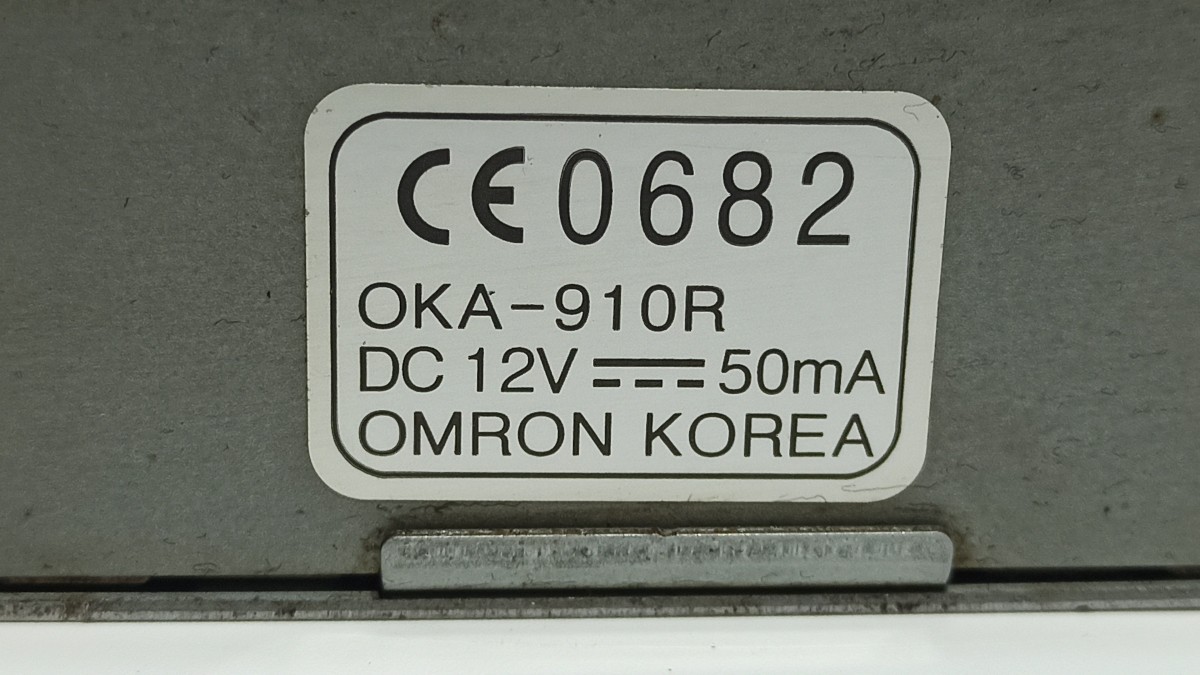 CE 0682
OKA-910R
DC 12V ⎓ 50mA
OMRON KOREA